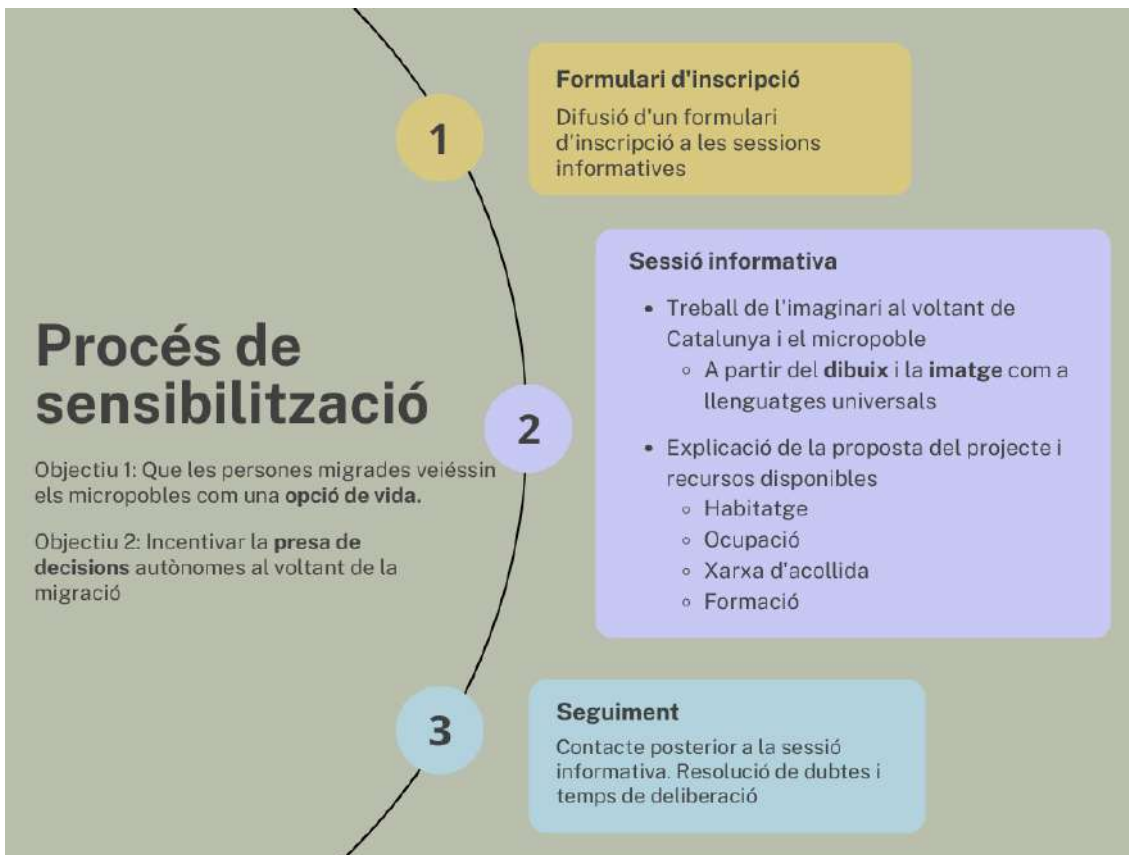 Procés de
sensibilització
Objectiu 1: Que les persones migrades veiéssin
els micropobles com una opció de vida.
Objectiu 2: Incentivar la presa de
decisions autònomes al voltant de la
migració
1
Formulari d'inscripció
Difusió d'un formulari
d'inscripció a les sessions
informatives
2
Sessió informativa
• Treball de l'imaginari al voltant de
Catalunya i el micropoble
◦ A partir del dibuix i la imatge com a
llenguatges universals
• Explicació de la proposta del projecte i
recursos disponibles
◦ Habitatge
◦ Ocupació
◦ Xarxa d'acollida
◦ Formació
3
Seguiment
Contacte posterior a la sessió
informativa. Resolució de dubtes i
temps de deliberació